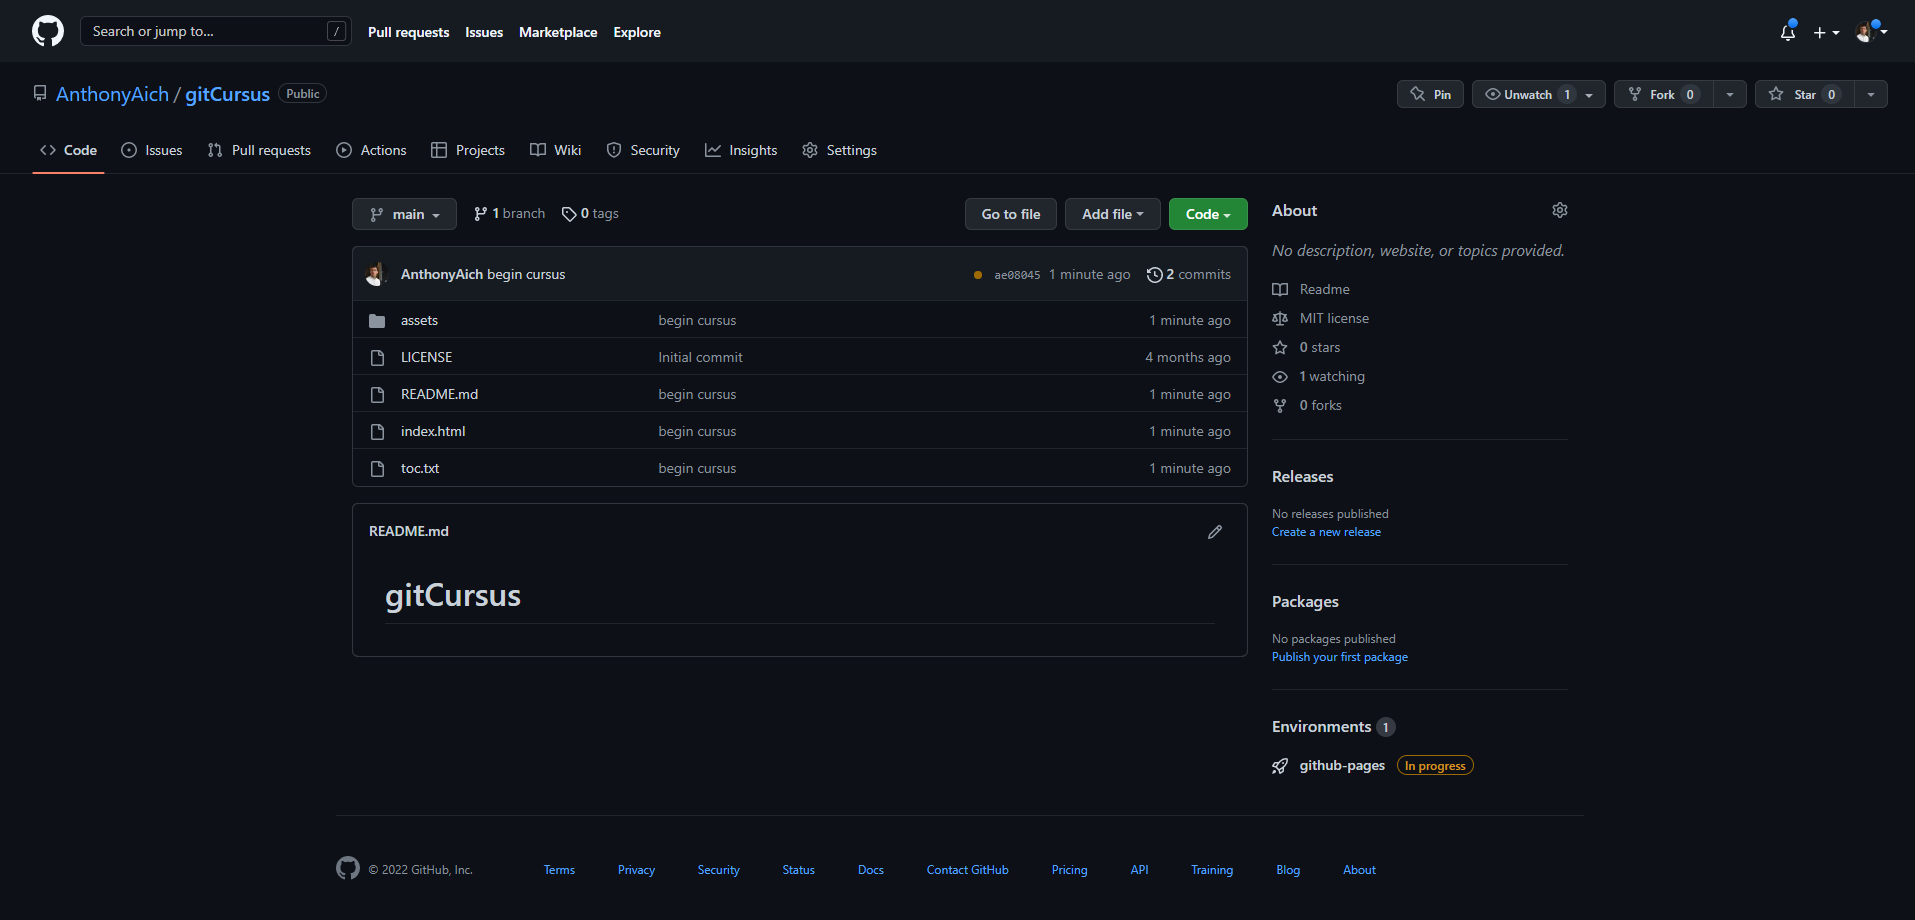 Search or jump to... / Pull requests Issues Marketplace Explore
AnthonyAich / gitCursus Public Pin Unwatch 1 Fork 0 Star 0
Code Issues Pull requests Actions Projects Wiki Security Insights Settings
main 1 branch 0 tags Go to file Add file Code
AnthonyAich begin cursus ae08045 1 minute ago 2 commits
assets begin cursus 1 minute ago
LICENSE Initial commit 4 months ago
README.md begin cursus 1 minute ago
index.html begin cursus 1 minute ago
toc.txt begin cursus 1 minute ago
README.md
gitCursus
About
No description, website, or topics provided.
Readme
MIT license
0 stars
1 watching
0 forks
Releases
No releases published
Create a new release
Packages
No packages published
Publish your first package
Environments 1
github-pages In progress
© 2022 GitHub, Inc. Terms Privacy Security Status Docs Contact GitHub Pricing API Training Blog About